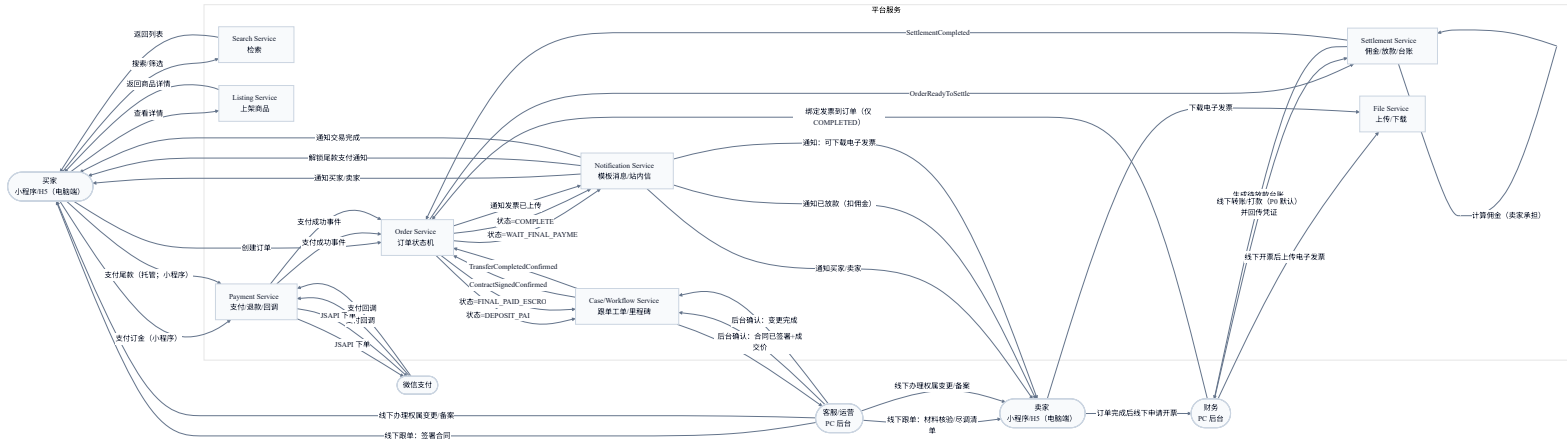 平台服务
Search Service
检索
Listing Service
上架商品
返回列表
搜索/筛选
返回商品详情
查看详情
通知交易完成
解锁尾款支付通知
通知买家/卖家
买家
小程序/H5（电脑端）
创建订单
支付尾款（托管；小程序）
支付订金（小程序）
支付成功事件
支付成功事件
Payment Service
支付/退款/回调
支付回调
JSAPI 下单
JSAPI 下单
微信支付
Order Service
订单状态机
通知发票已上传
状态=COMPLETE
状态=WAIT_FINAL_PAYME
TransferCompletedConfirmed
ContractSignedConfirmed
状态=FINAL_PAID_ESCRO
状态=DEPOSIT_PAI
Notification Service
模板消息/站内信
Case/Workflow Service
跟单工单/里程碑
后台确认：变更完成
后台确认：合同已签署+成
交价
SettlementCompleted
OrderReadyToSettle
绑定发票到订单（仅
COMPLETED）
通知：可下载电子发票
通知已放款（扣佣金）
通知买家/卖家
下载电子发票
Settlement Service
佣金/放款/台账
File Service
上传/下载
生成待放款台账
线下转账/打款（P0 默认）
并回传凭证
线下开票后上传电子发票
计算佣金（卖家承担）
线下办理权属变更/备案
线下跟单：签署合同
客服/运营
PC 后台
线下办理权属变更/备案
线下跟单：材料核验/尽调清
单
卖家
小程序/H5（电脑端）
订单完成后线下申请开票
财务
PC 后台